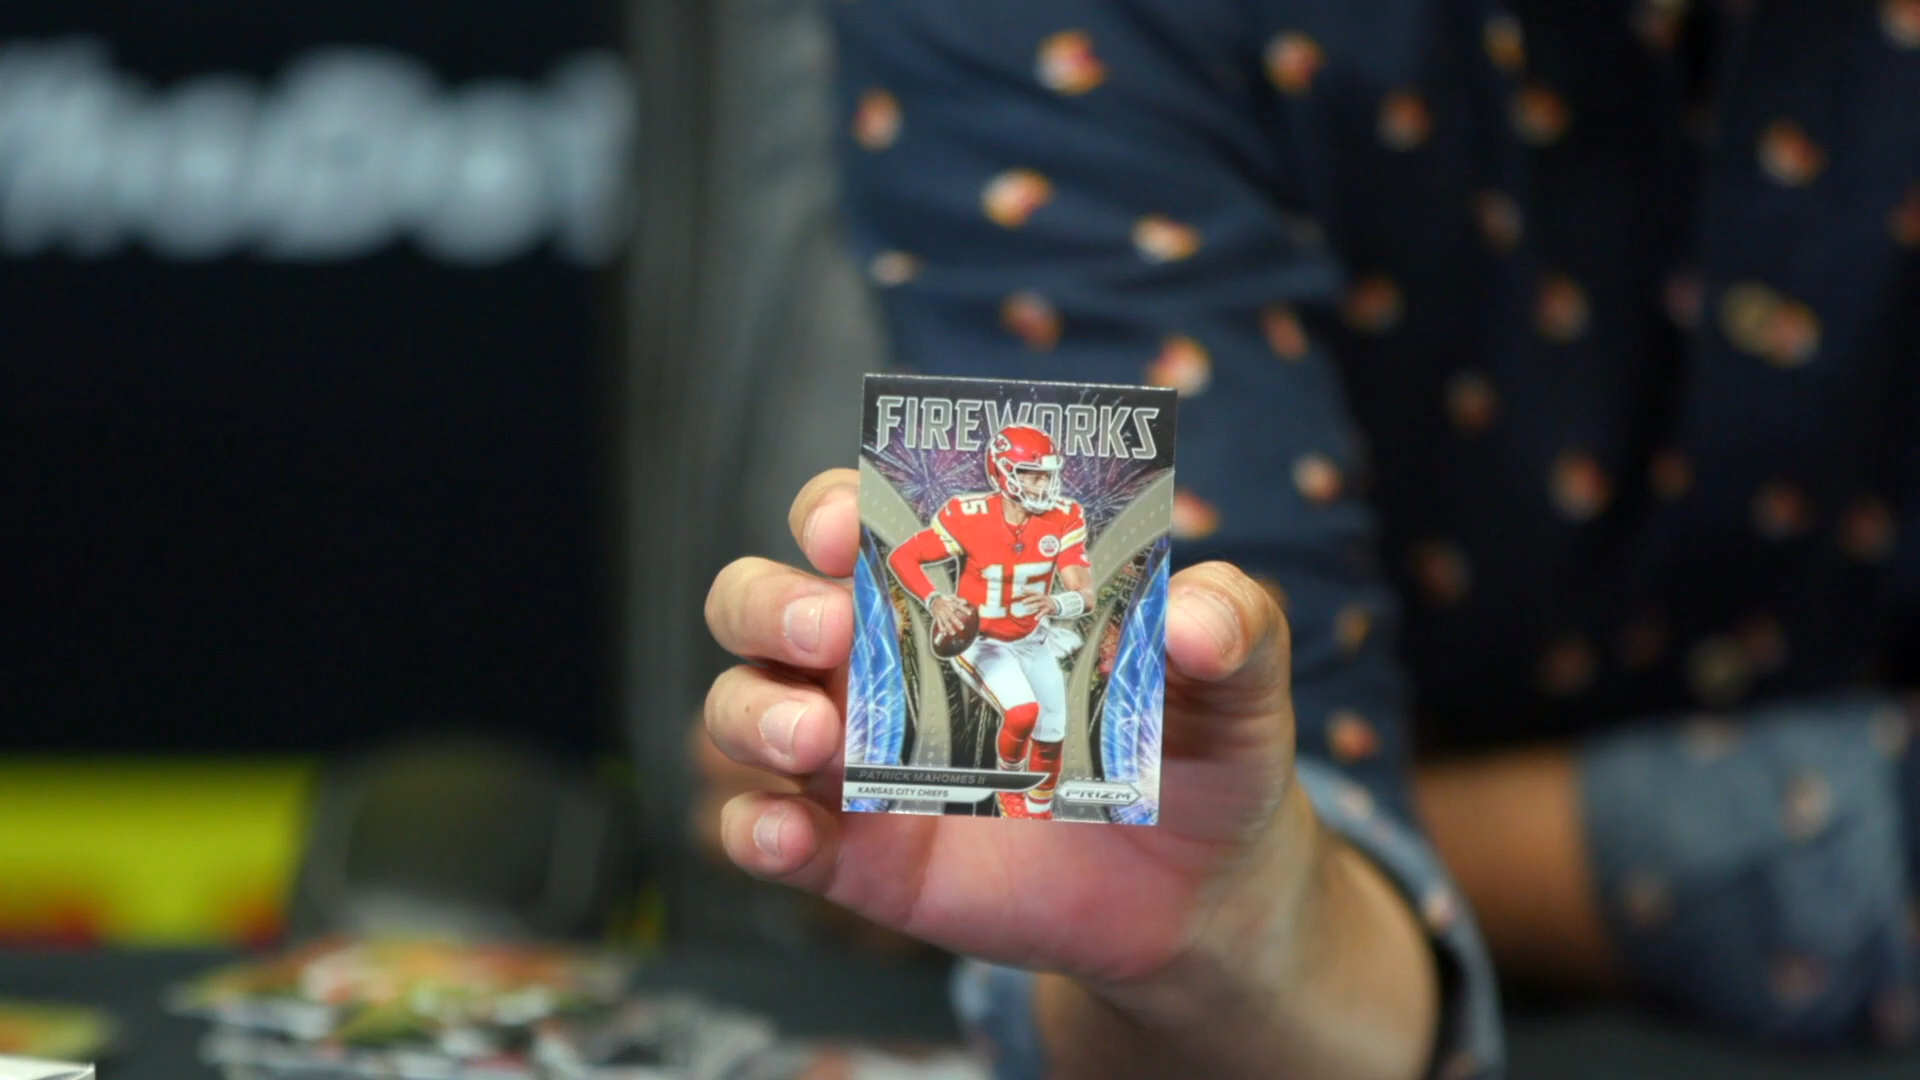 FIREWORKS
15
15
PATRICK MAHOMES II
KANSAS CITY CHIEFS
PRIZM